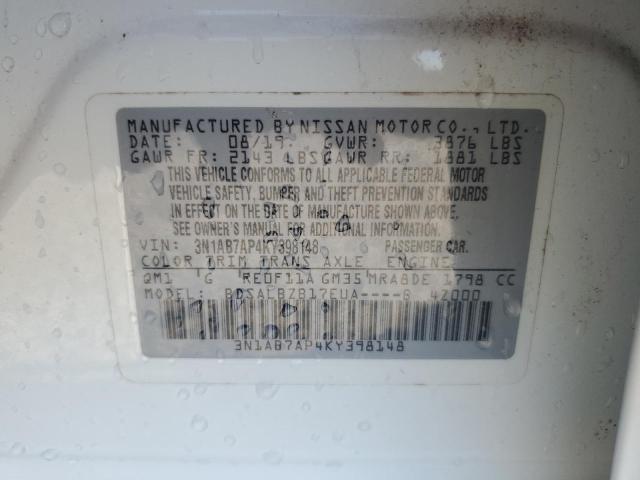 MANUFACTURED BY NISSAN MOTOR CO., LTD.
DATE: 08/19. GVWR: 3876 LBS
GAWR FR: 2143 LBS GAWR RR: 1881 LBS
THIS VEHICLE CONFORMS TO ALL APPLICABLE FEDERAL MOTOR
VEHICLE SAFETY, BUMPER, AND THEFT PREVENTION STANDARDS
IN EFFECT ON THE DATE OF MANUFACTURE SHOWN ABOVE.
SEE OWNER'S MANUAL FOR ADDITIONAL INFORMATION.
VIN: 3N1AB7AP4KY398148 PASSENGER CAR.
COLOR TRIM TRANS AXLE ENGINE
QM1 G RE0F11A GM35 MRA8DE 1798 CC
MODEL: BDSALBZB17EUA----B 4Z000
3N1AB7AP4KY398148